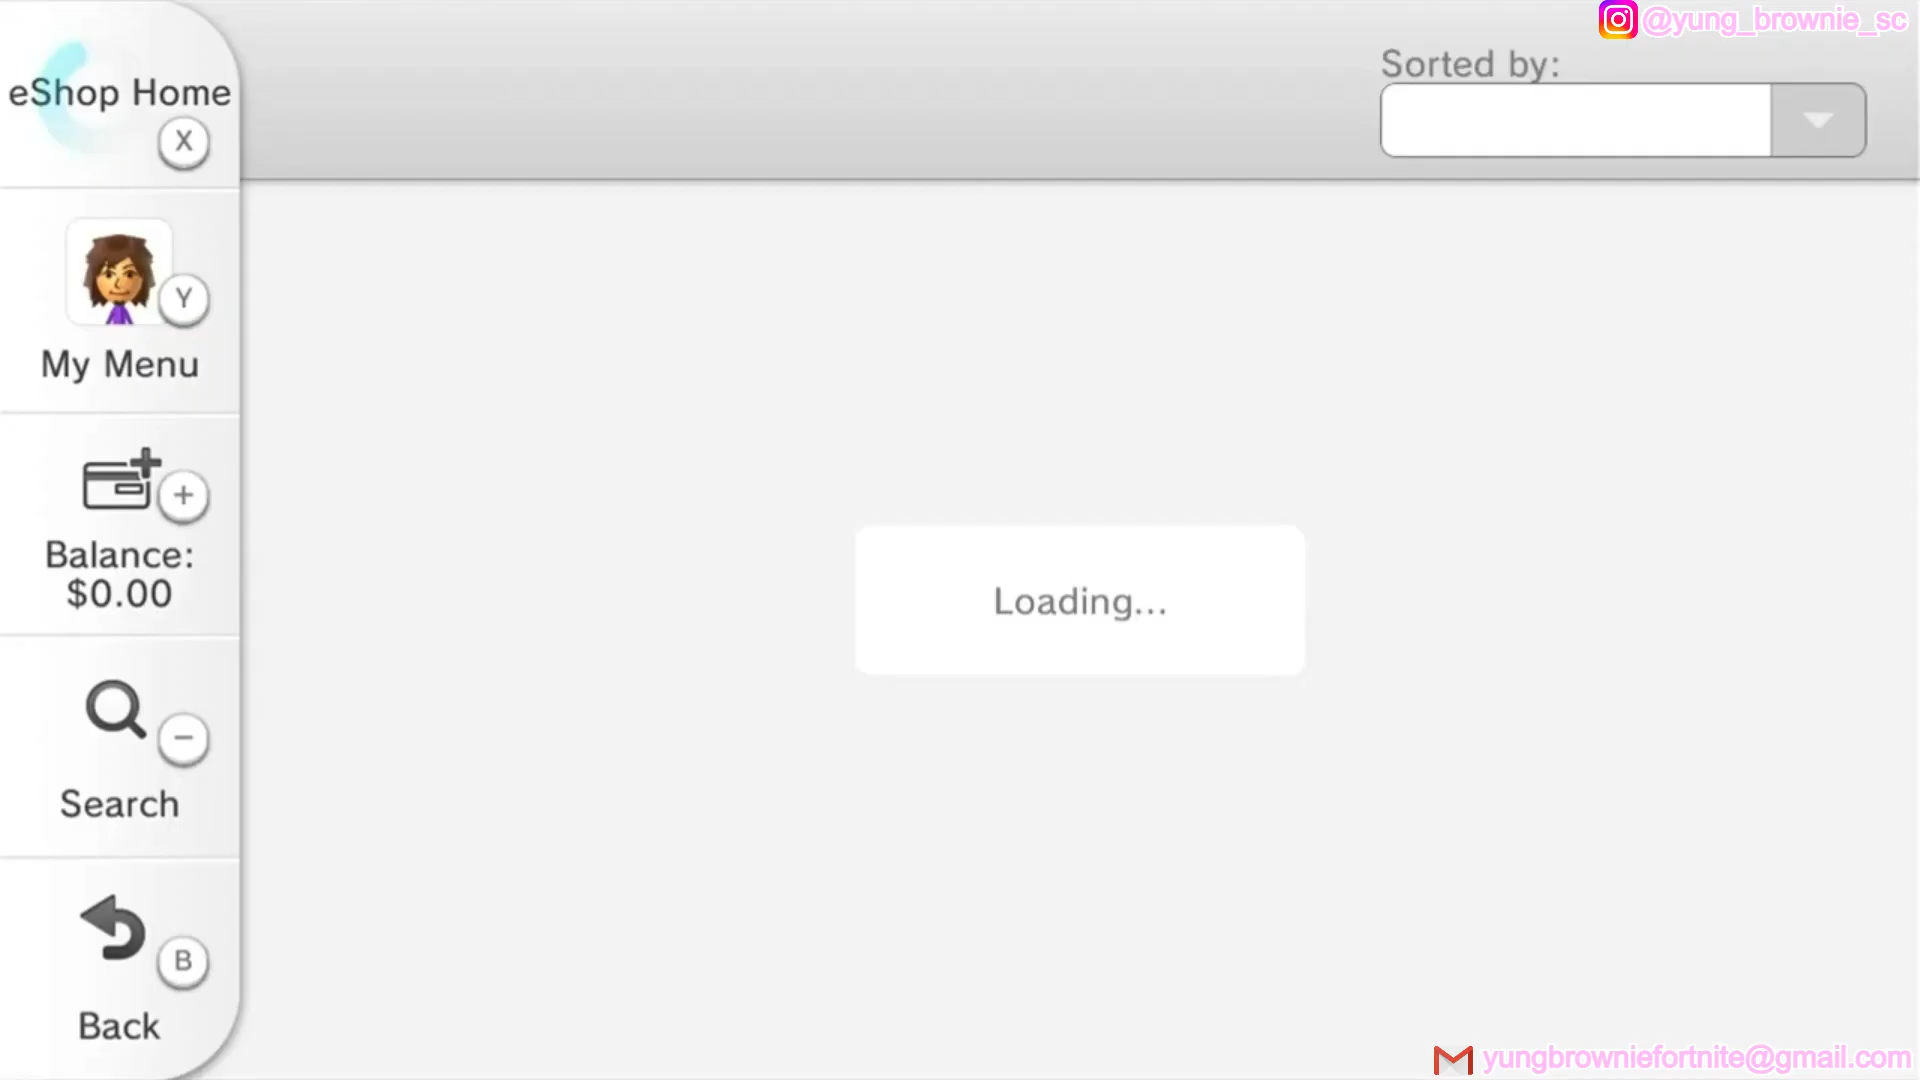 @yung_brownie_sc
Sorted by:
eShop Home
X
Y
My Menu
+
Balance:
$0.00
Loading...
−
Search
B
Back
yungbrowniefortnite@gmail.com